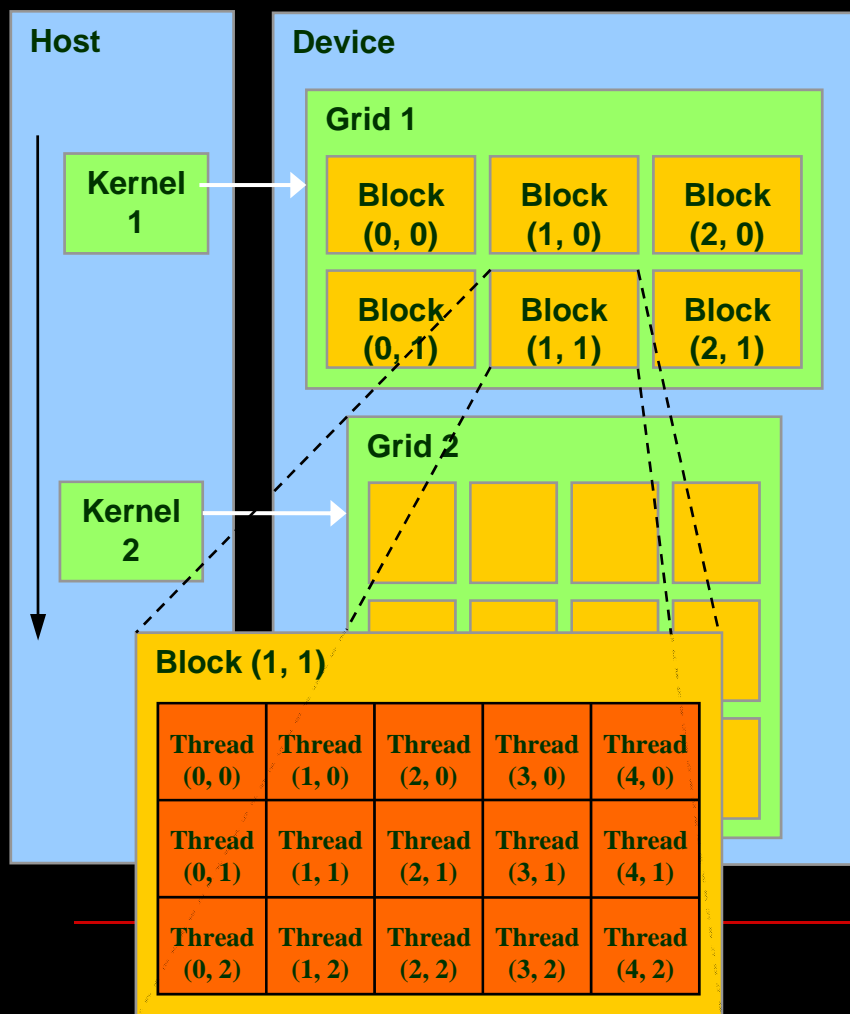 Host
Device
Grid 1
Kernel
1
Block
(0, 0)
Block
(1, 0)
Block
(2, 0)
Block
(0, 1)
Block
(1, 1)
Block
(2, 1)
Grid 2
Kernel
2
Block (1, 1)
Thread
(0, 0)
Thread
(1, 0)
Thread
(2, 0)
Thread
(3, 0)
Thread
(4, 0)
Thread
(0, 1)
Thread
(1, 1)
Thread
(2, 1)
Thread
(3, 1)
Thread
(4, 1)
Thread
(0, 2)
Thread
(1, 2)
Thread
(2, 2)
Thread
(3, 2)
Thread
(4, 2)